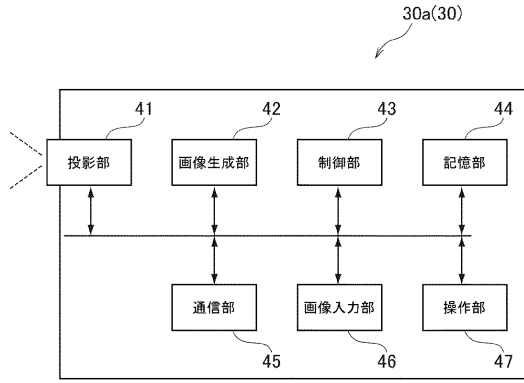 30a(30)
41
42
43
44
投影部
画像生成部
制御部
記憶部
通信部
画像入力部
操作部
45
46
47